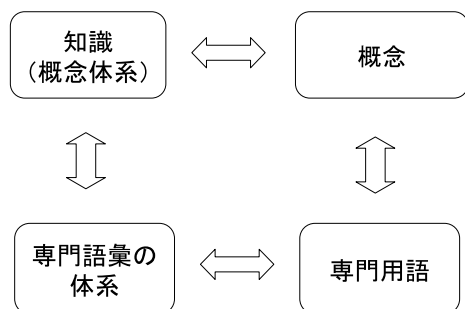 知識
（概念体系）
概念
専門語彙の
体系
専門用語